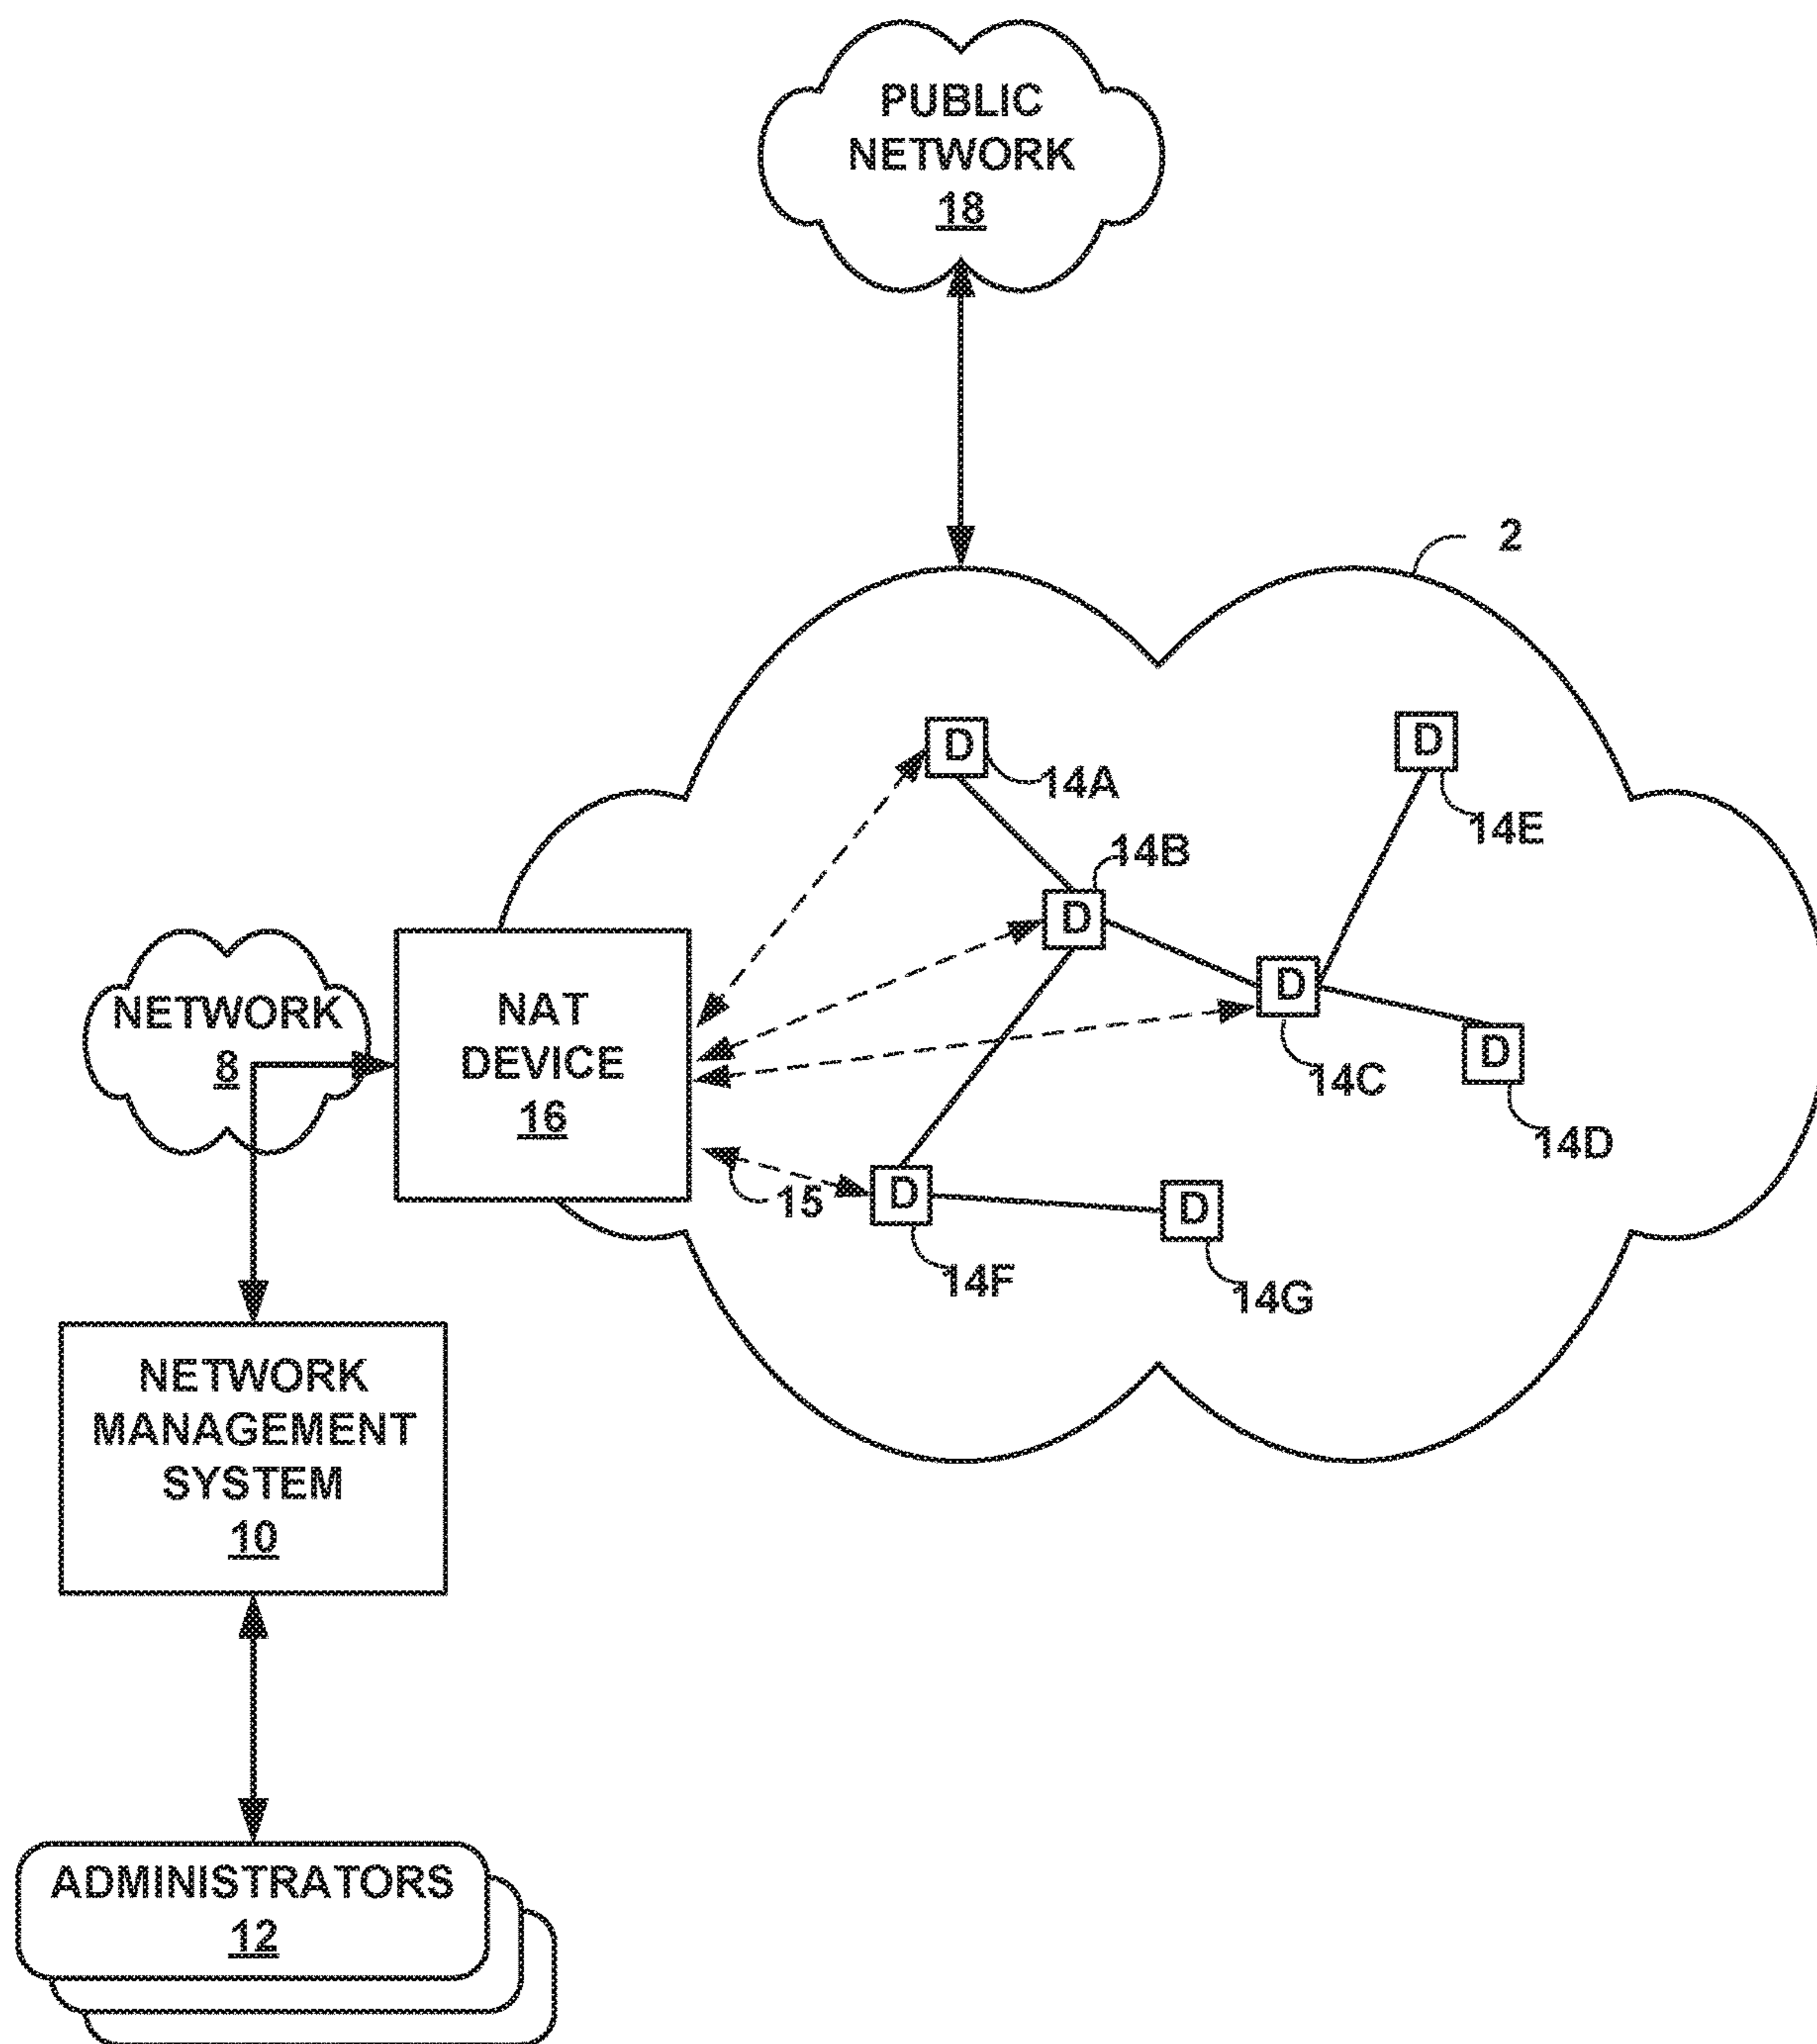 PUBLIC
NETWORK
18
2
D
14A
D
14E
14B
D
D
14C
D
14D
NETWORK
8
NAT
DEVICE
16
15
D
14F
D
14G
NETWORK
MANAGEMENT
SYSTEM
10
ADMINISTRATORS
12